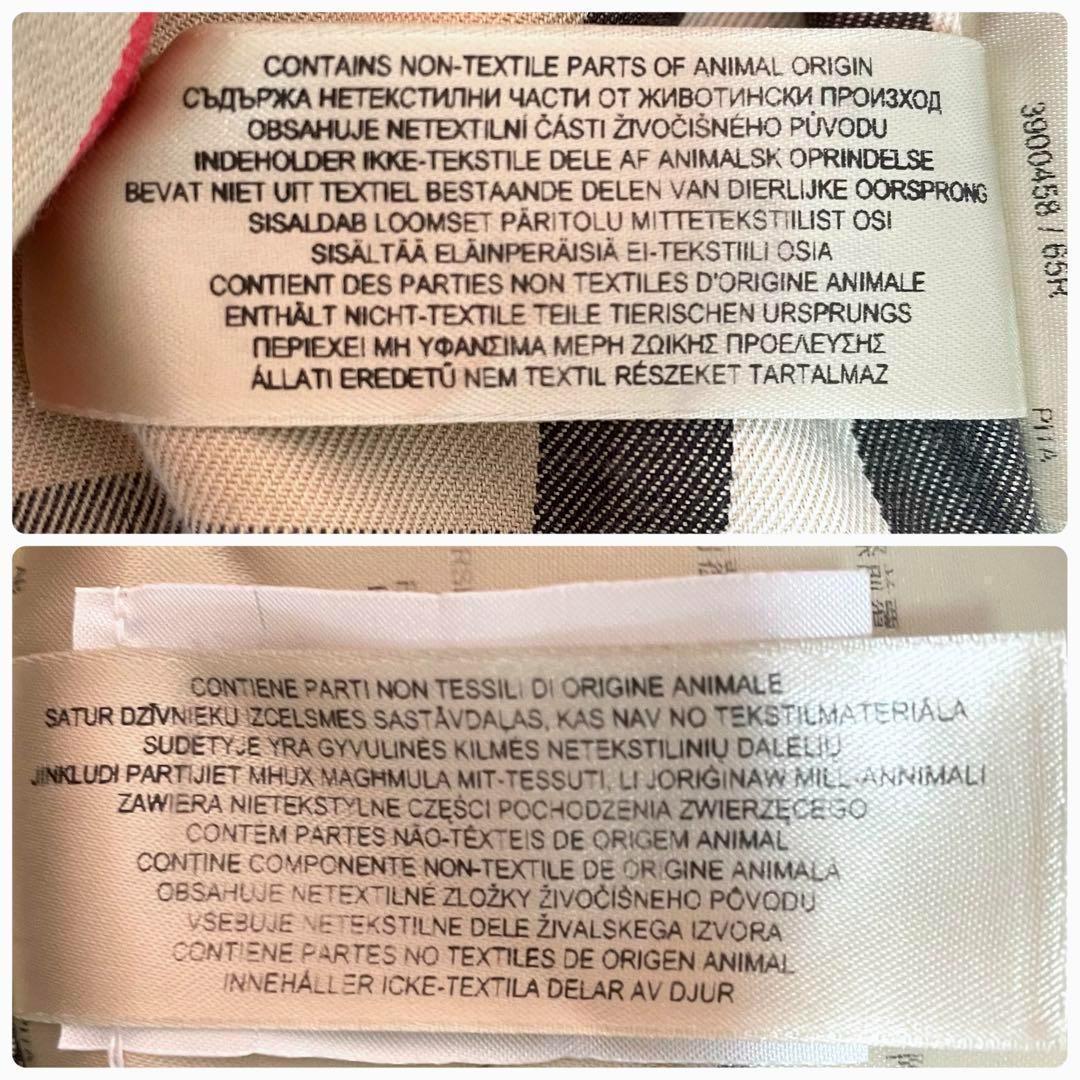 CONTAINS NON-TEXTILE PARTS OF ANIMAL ORIGIN
СЪДЪРЖА НЕТЕКСТИЛНИ ЧАСТИ ОТ ЖИВОТИНСКИ ПРОИЗХОД
OBSAHUJE NETEXTILNÍ ČÁSTI ŽIVOČIŠNÉHO PŮVODU
INDEHOLDER IKKE-TEKSTILE DELE AF ANIMALSK OPRINDELSE
BEVAT NIET UIT TEXTIEL BESTAANDE DELEN VAN DIERLIJKE OORSPRONG
SISALDAB LOOMSET PÄRITOLU MITTETEKSTIILIST OSI
SISÄLTÄÄ ELÄINPERÄISIÄ EI-TEKSTIILI OSIA
CONTIENT DES PARTIES NON TEXTILES D'ORIGINE ANIMALE
ENTHÄLT NICHT-TEXTILE TEILE TIERISCHEN URSPRUNGS
ΠΕΡΙΕΧΕΙ ΜΗ ΥΦΑΝΣΙΜΑ ΜΕΡΗ ΖΩΙΚΗΣ ΠΡΟΕΛΕΥΣΗΣ
ÁLLATI EREDETŰ NEM TEXTIL RÉSZEKET TARTALMAZ
3900458 /
CONTIENE PARTI NON TESSILI DI ORIGINE ANIMALE
SATUR DZĪVNIEKU IZCELSMES SASTĀVDAĻAS, KAS NAV NO TEKSTILMATERIĀLA
SUDĖTYJE YRA GYVULINĖS KILMĖS NETEKSTILINIŲ DALELIŲ
JINKLUDI PARTIJIET MHUX MAGHMULA MIT-TESSUTI, LI JORIĠINAW MILL-ANNIMALI
ZAWIERA NIETEKSTYLNE CZĘŚCI POCHODZENIA ZWIERZĘCEGO
CONTÉM PARTES NÃO-TÊXTEIS DE ORIGEM ANIMAL
CONȚINE COMPONENTE NON-TEXTILE DE ORIGINE ANIMALĂ
OBSAHUJE NETEXTILNÉ ZLOŽKY ŽIVOČIŠNEHO PÔVODU
VSEBUJE NETEKSTILNE DELE ŽIVALSKEGA IZVORA
CONTIENE PARTES NO TEXTILES DE ORIGEN ANIMAL
INNEHÅLLER ICKE-TEXTILA DELAR AV DJUR